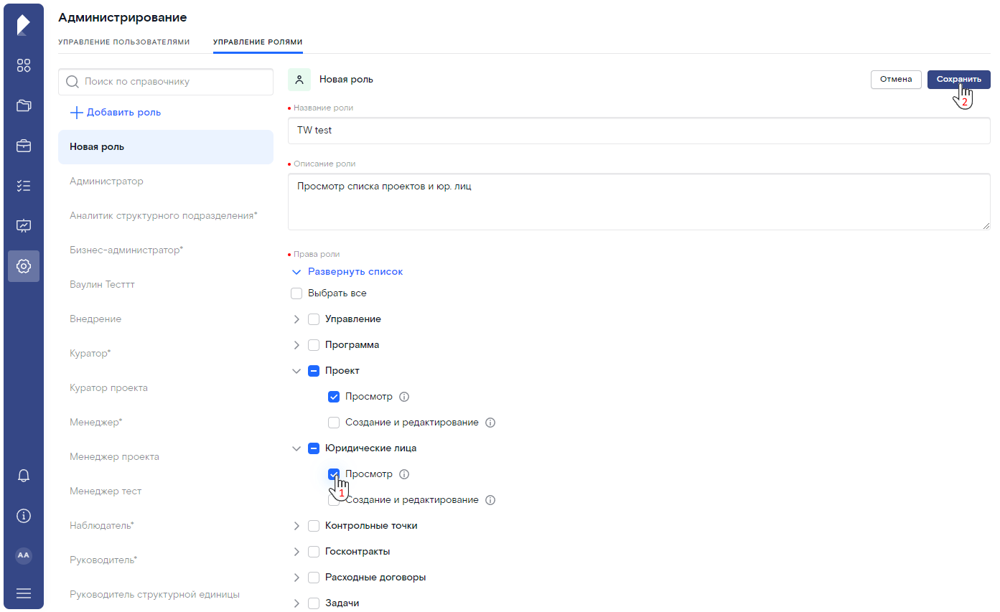 Администрирование
УПРАВЛЕНИЕ ПОЛЬЗОВАТЕЛЯМИ
УПРАВЛЕНИЕ РОЛЯМИ
Поиск по справочнику
Добавить роль
Новая роль
Администратор
Аналитик структурного подразделения*
Бизнес-администратор*
Ваулин Тесттт
Внедрение
Куратор*
Куратор проекта
Менеджер*
Менеджер проекта
Менеджер тест
Наблюдатель*
Руководитель*
Руководитель структурной единицы
АА
Новая роль
Отмена
Сохранить
2
Название роли
TW test
Описание роли
Просмотр списка проектов и юр. лиц
Права роли
Развернуть список
Выбрать все
Управление
Программа
Проект
Просмотр
Создание и редактирование
Юридические лица
Просмотр
1
Создание и редактирование
Контрольные точки
Госконтракты
Расходные договоры
Задачи